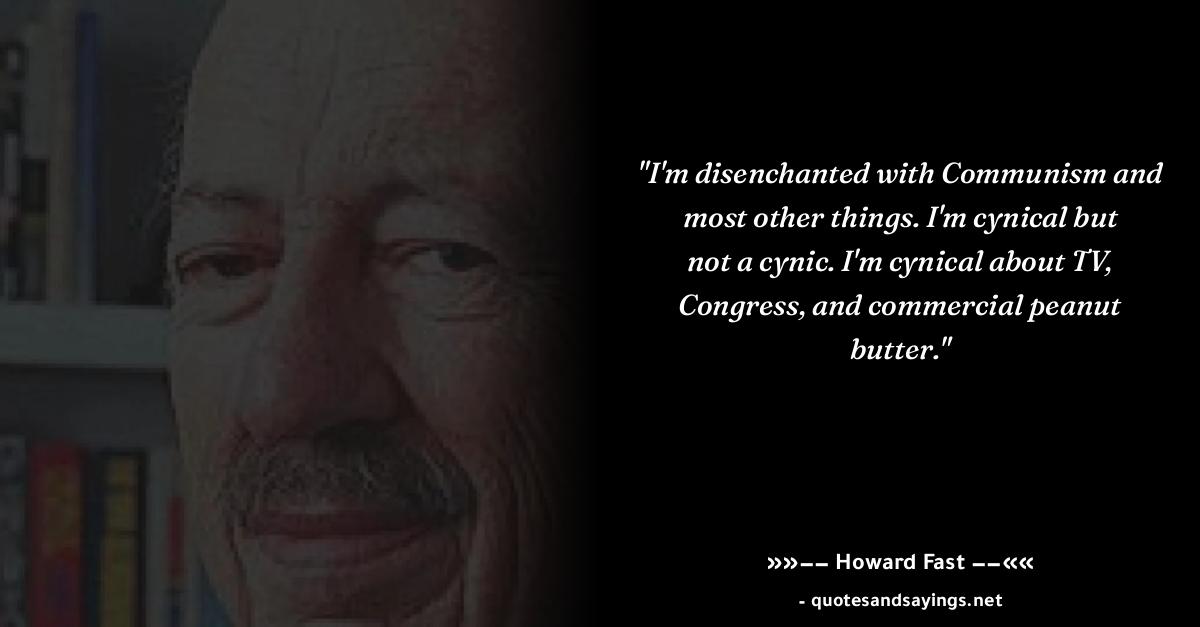 "I'm disenchanted with Communism and
most other things. I'm cynical but
not a cynic. I'm cynical about TV,
Congress, and commercial peanut
butter."
»»−− Howard Fast −−««
- quotesandsayings.net